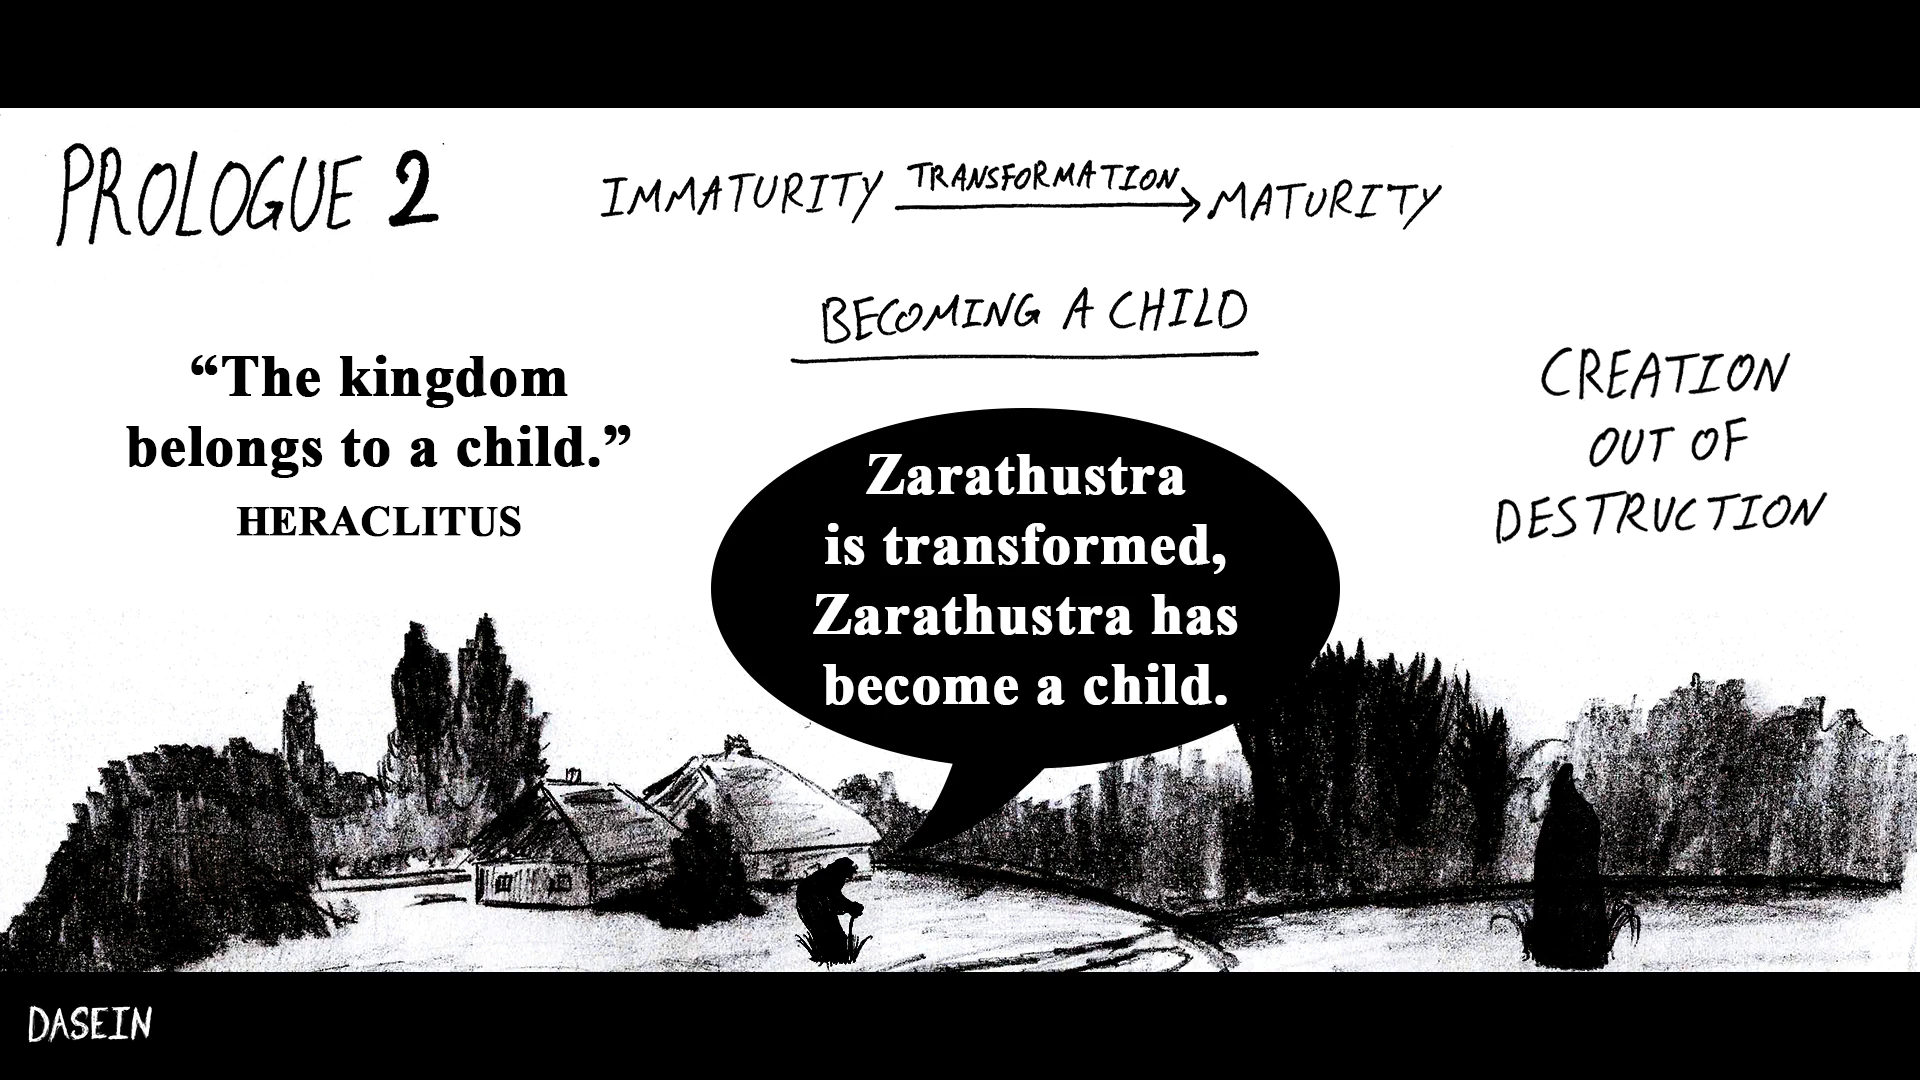 PROLOGUE 2
IMMATURITY TRANSFORMATION MATURITY
BECOMING A CHILD
“The kingdom
belongs to a child.”
HERACLITUS
Zarathustra
is transformed,
Zarathustra has
become a child.
CREATION
OUT OF
DESTRUCTION
DASEIN